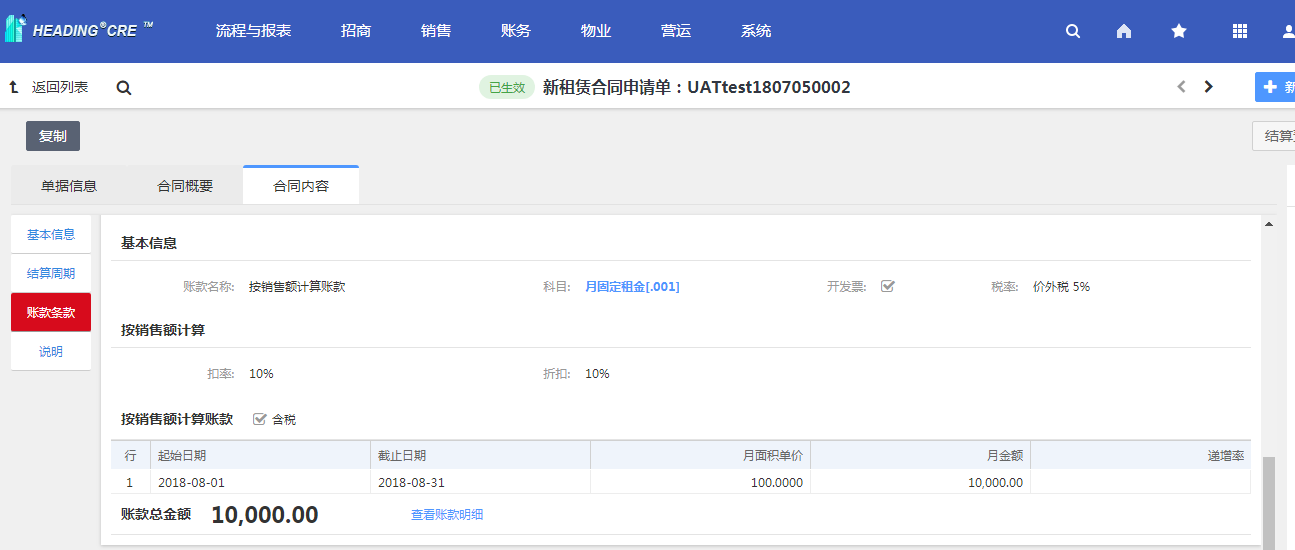 HEADING®CRE ™ 流程与报表 招商 销售 账务 物业 营运 系统
返回列表 已生效 新租赁合同申请单：UATtest1807050002
复制
单据信息 合同概要 合同内容
基本信息
结算周期
账款条款
说明
基本信息
账款名称: 按销售额计算账款 科目: 月固定租金[.001] 开发票: 税率: 价外税 5%
按销售额计算
扣率: 10% 折扣: 10%
按销售额计算账款 含税
行 起始日期 截止日期 月面积单价 月金额 递增率
1 2018-08-01 2018-08-31 100.0000 10,000.00
账款总金额 10,000.00 查看账款明细
结算